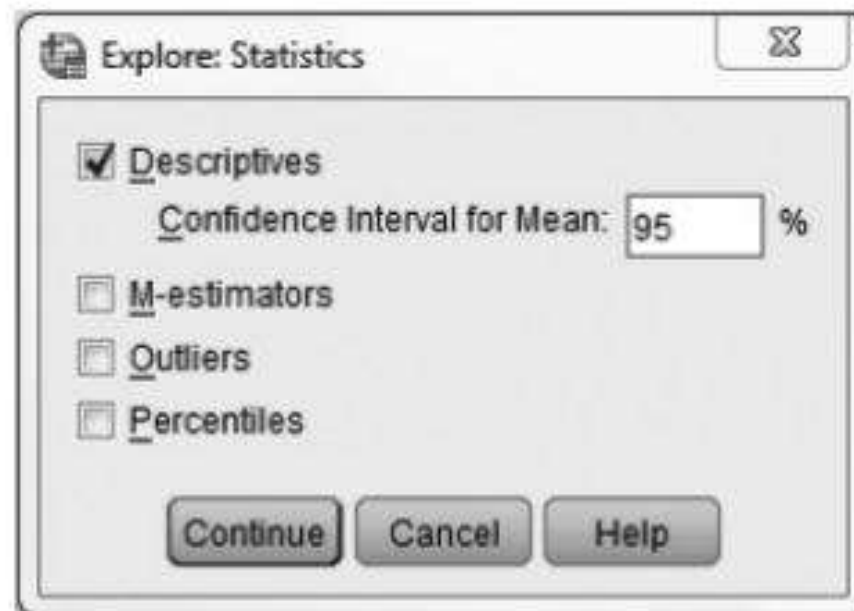 Explore: Statistics
Descriptives
Confidence Interval for Mean: 95 %
M-estimators
Outliers
Percentiles
Continue Cancel Help